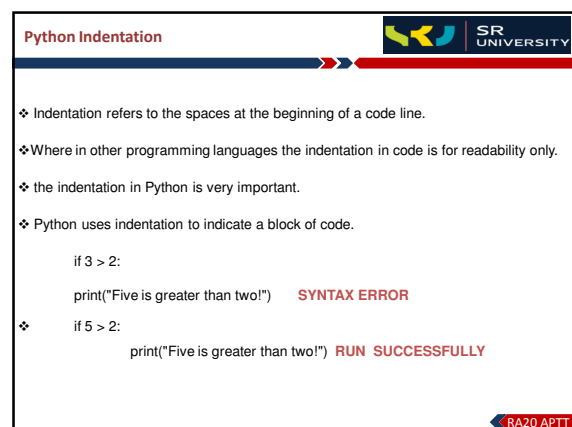 Python Indentation
SR
UNIVERSITY
❖ Indentation refers to the spaces at the beginning of a code line.
❖Where in other programming languages the indentation in code is for readability only.
❖ the indentation in Python is very important.
❖ Python uses indentation to indicate a block of code.
if 3 > 2:
print("Five is greater than two!") SYNTAX ERROR
❖ if 5 > 2:
print("Five is greater than two!") RUN SUCCESSFULLY
RA20 APTT